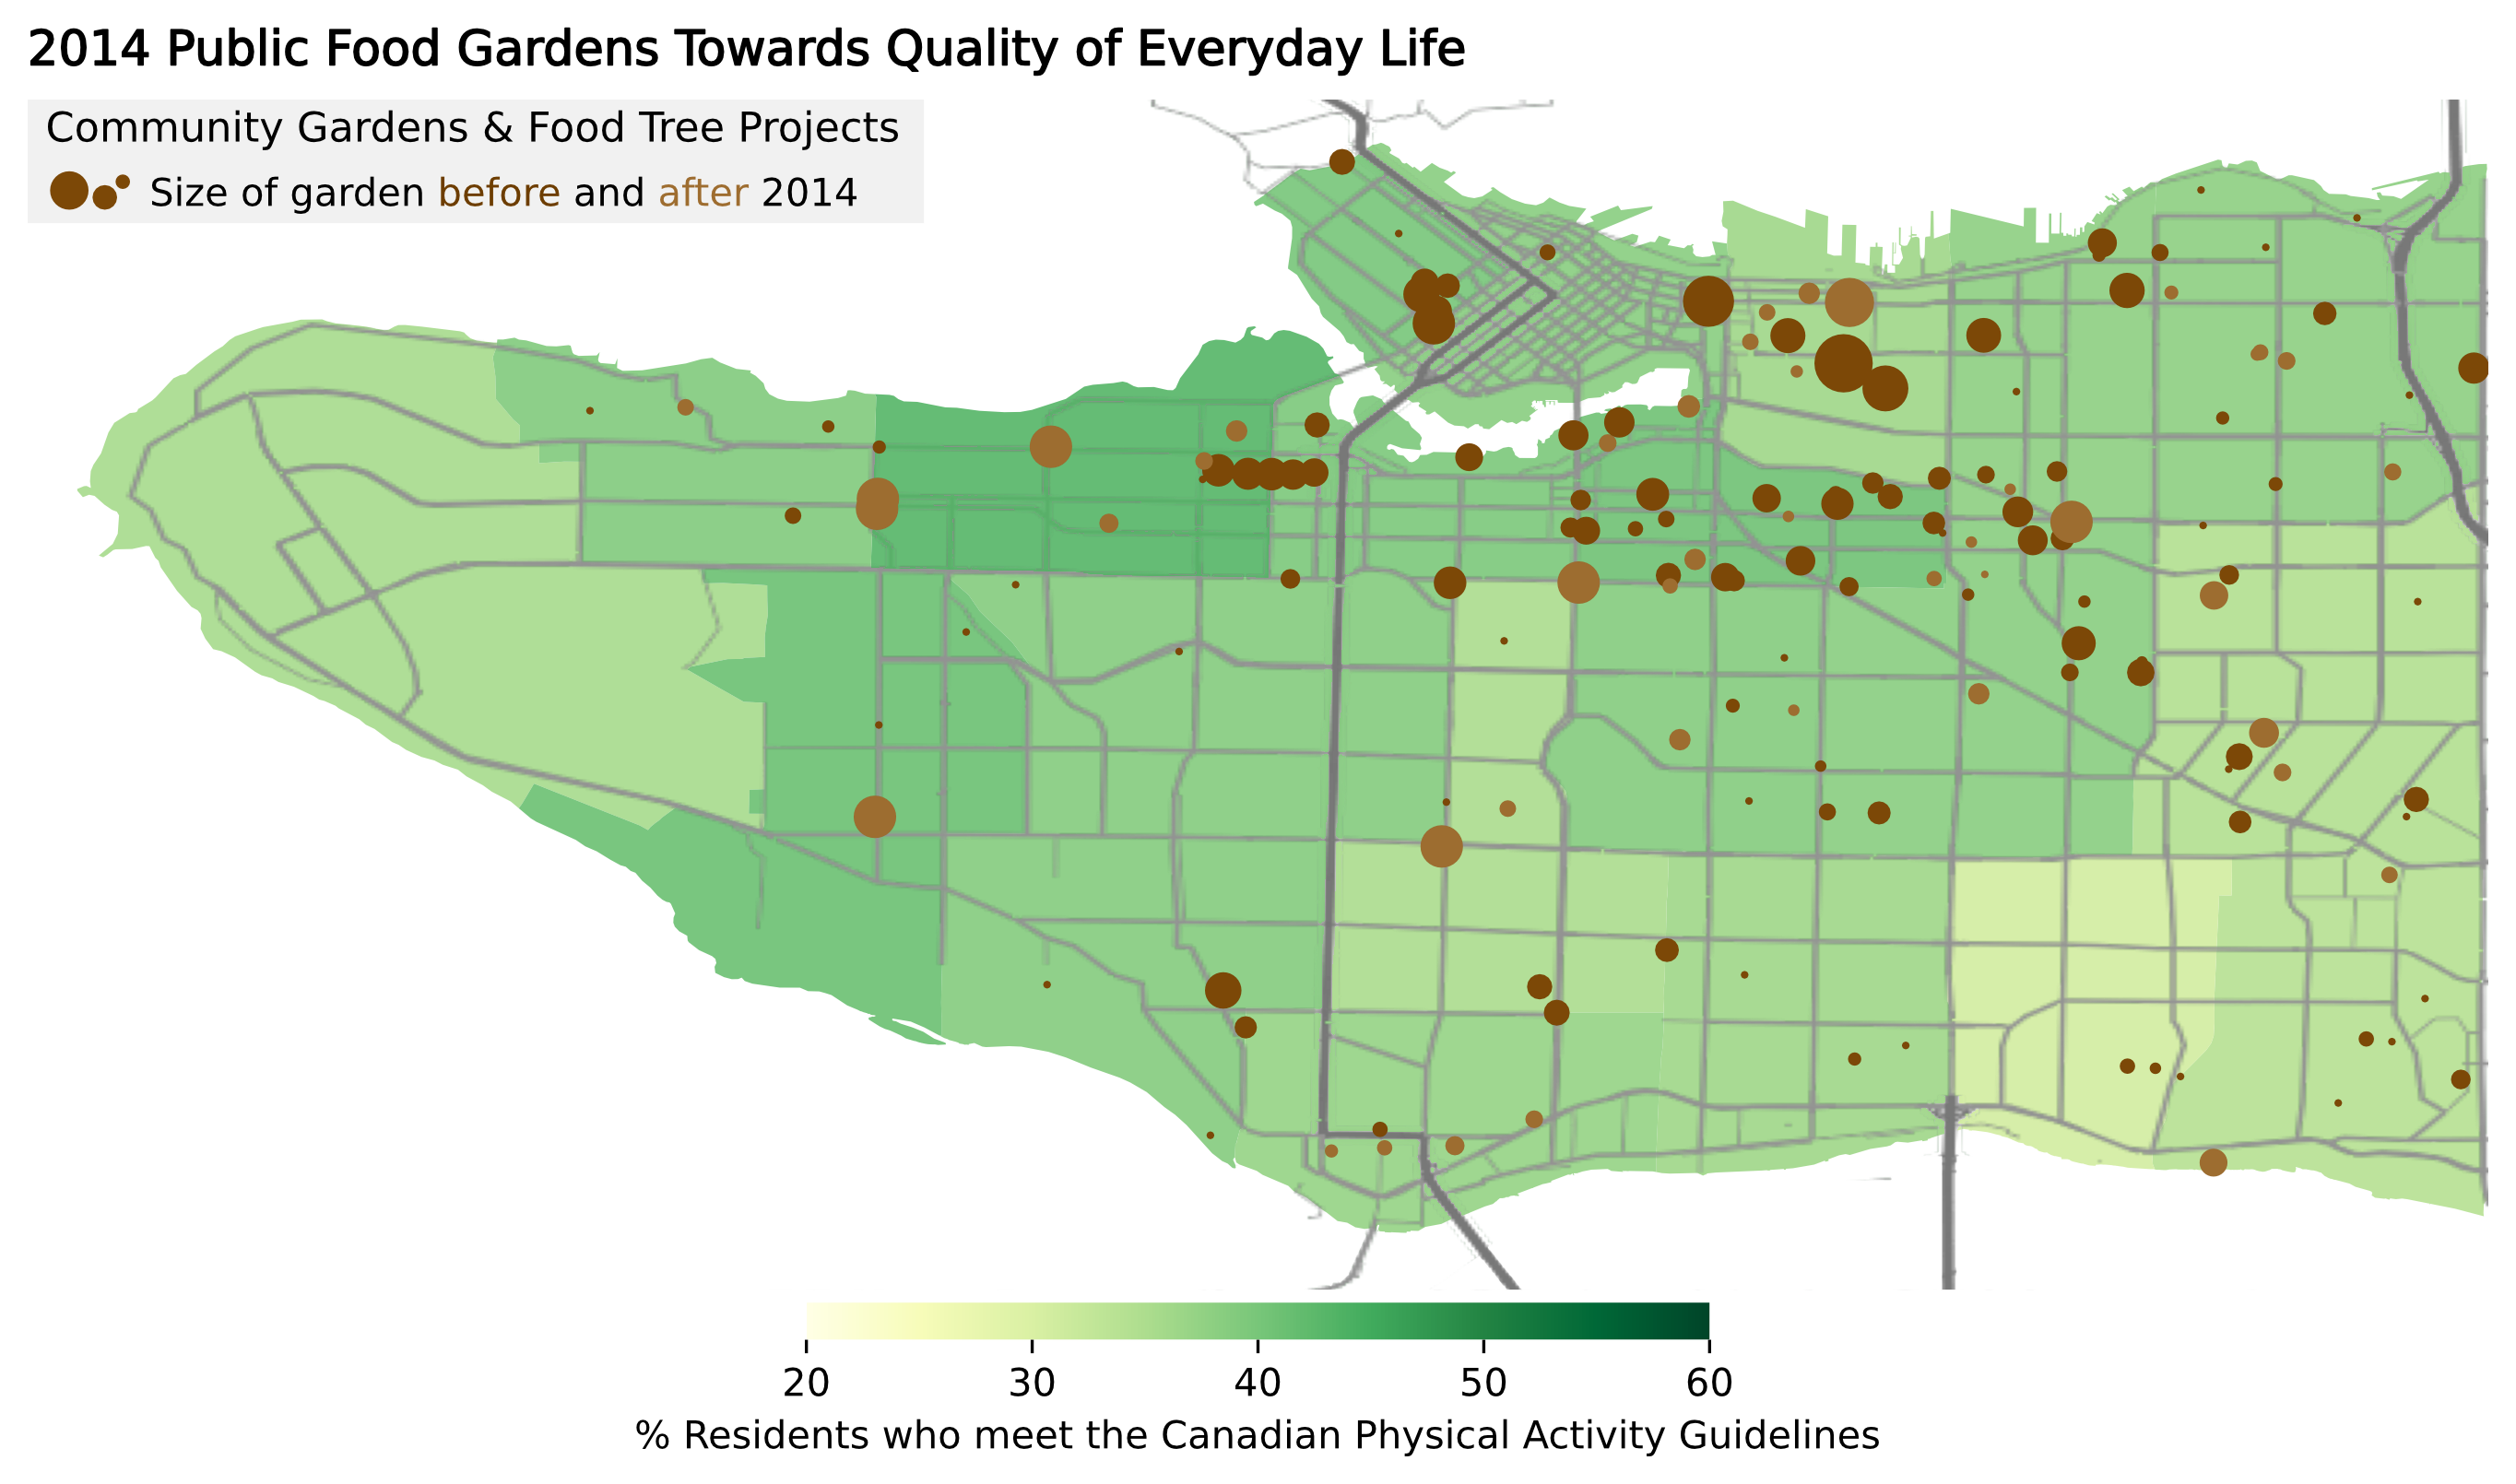 2014 Public Food Gardens Towards Quality of Everyday Life
Community Gardens & Food Tree Projects
Size of garden before and after 2014
20 30 40 50 60
% Residents who meet the Canadian Physical Activity Guidelines